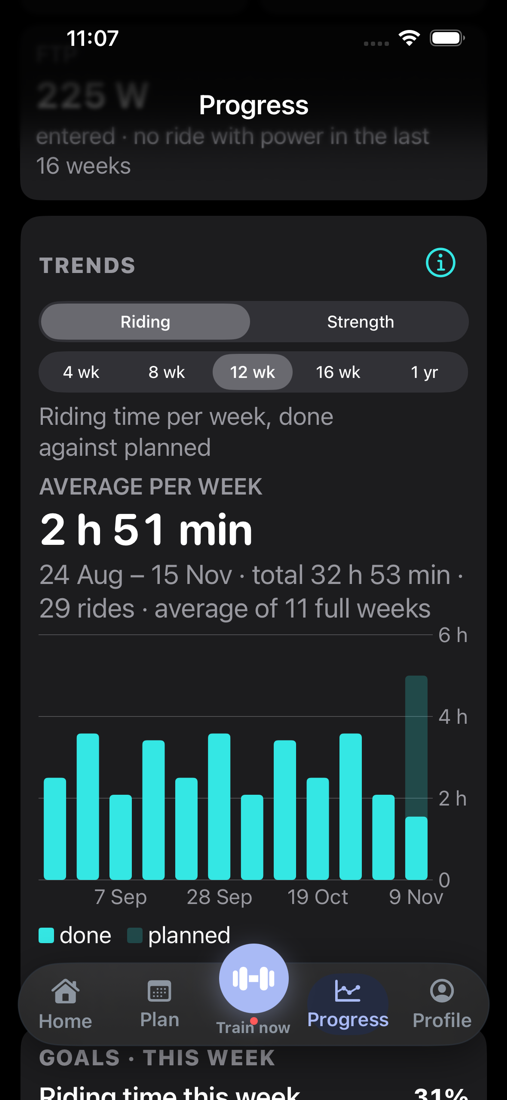 11:07
FTP
225 W
Progress
entered · no ride with power in the last
16 weeks
TRENDS
Riding
Strength
4 wk
8 wk
12 wk
16 wk
1 yr
Riding time per week, done
against planned
AVERAGE PER WEEK
2 h 51 min
24 Aug – 15 Nov · total 32 h 53 min ·
29 rides · average of 11 full weeks
6 h
4 h
2 h
0
7 Sep
28 Sep
19 Oct
9 Nov
done
planned
Home
Plan
Train now
Progress
Profile
GOALS · THIS WEEK
Riding time this week
31%